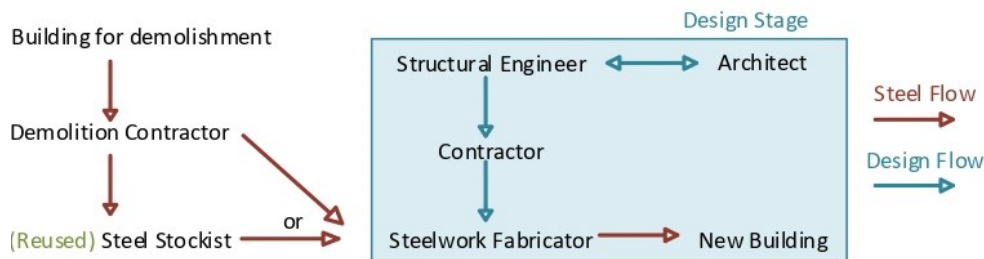 Design Stage
Building for demolishment
Structural Engineer
Architect
Steel Flow
Demolition Contractor
Contractor
Design Flow
or
(Reused) Steel Stockist
Steelwork Fabricator
New Building